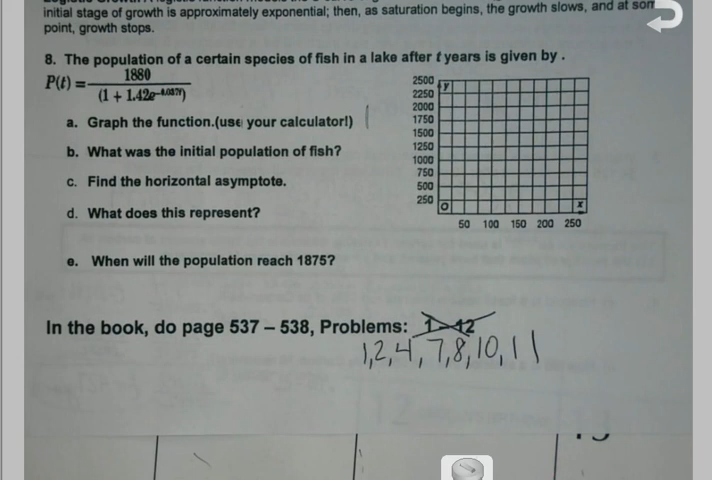 initial stage of growth is approximately exponential; then, as saturation begins, the growth slows, and at
point, growth stops.
8. The population of a certain species of fish in a lake after t years is given by .
P(t) = 1880
(1 + 1.42e
a. Graph the function.(use your calculator!)
b. What was the initial population of fish?
c. Find the horizontal asymptote.
d. What does this represent?
e. When will the population reach 1875?
2500 y
2250
2000
1750
1500
1250
1000
750
500
250 O x
50 100 150 200 250
In the book, do page 537 – 538, Problems: 1 - 12
1,2,4,7,8,10,11